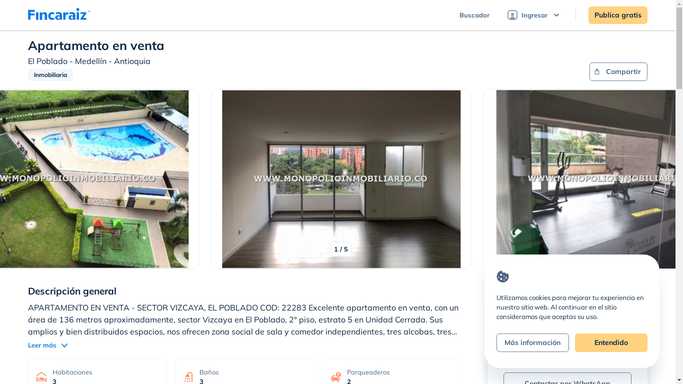 Fincaraiz
Buscador
Ingresar
Publica gratis
Apartamento en venta
El Poblado - Medellín - Antioquia
Inmobiliaria
Compartir
WWW.MONOPOLIOINMOBILIARIO.CO
WWW.MONOPOLIOINMOBILIARIO.CO
WWW.MONOPOLIOINMOB
1 / 5
Descripción general
APARTAMENTO EN VENTA - SECTOR VIZCAYA, EL POBLADO COD: 22283 Excelente apartamento en venta, con un
área de 136 metros aproximadamente, sector Vizcaya en El Poblado, 2° piso, estrato 5 en Unidad Cerrada. Sus
amplios y bien distribuidos espacios, nos ofrecen zona social de sala y comedor independientes, tres alcobas, tres...
Leer más
Habitaciones
3
Baños
3
Parqueaderos
2
Utilizamos cookies para mejorar tu experiencia en
nuestro sitio web. Al continuar en el sitio
consideramos que aceptas su uso.
Más información
Entendido
Contactar por WhatsApp